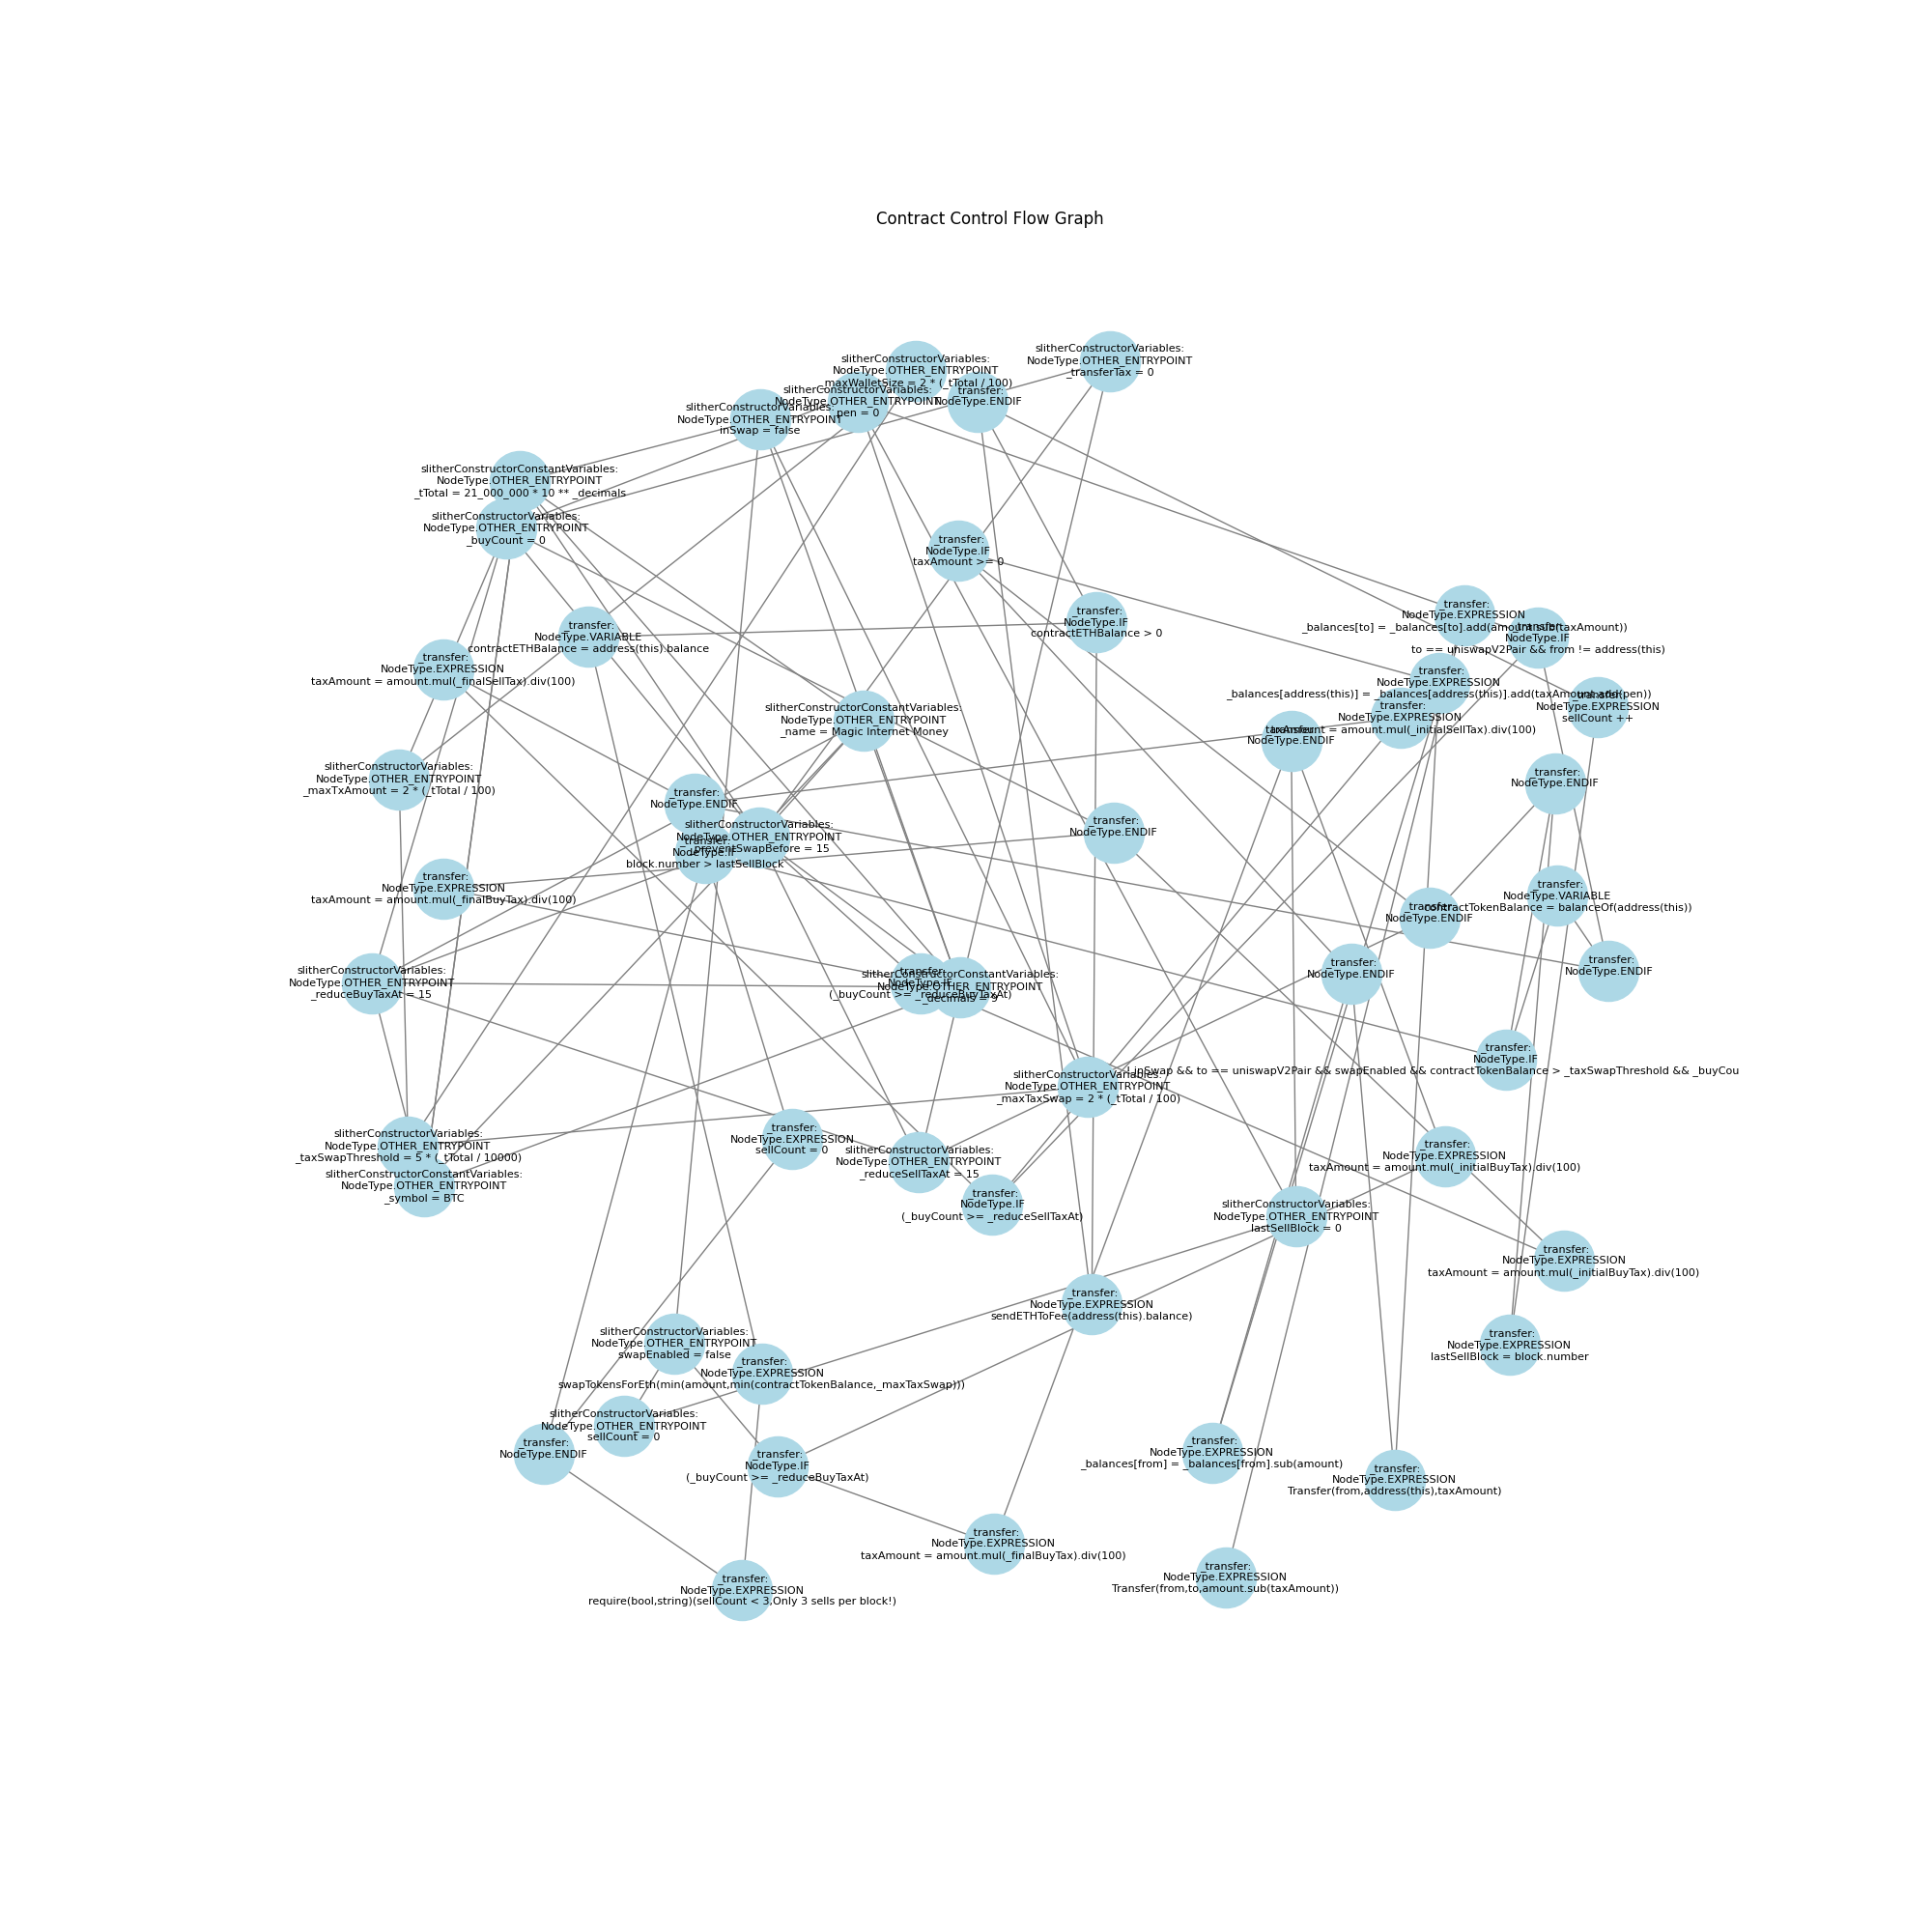 Contract Control Flow Graph
slitherConstructorVariables:
NodeType.OTHER_ENTRYPOINT
_transferTax = 0
slitherConstructorVariables:
NodeType.OTHER_ENTRYPOINT
_maxWalletSize = 2 * (_tTotal / 100)
slitherConstructorVariables:
NodeType.OTHER_ENTRYPOINT
pen = 0
_transfer:
NodeType.ENDIF
slitherConstructorVariables:
NodeType.OTHER_ENTRYPOINT
inSwap = false
slitherConstructorConstantVariables:
NodeType.OTHER_ENTRYPOINT
_tTotal = 21_000_000 * 10 ** _decimals
slitherConstructorVariables:
NodeType.OTHER_ENTRYPOINT
_buyCount = 0
_transfer:
NodeType.IF
taxAmount >= 0
_transfer:
NodeType.VARIABLE
contractETHBalance = address(this).balance
_transfer:
NodeType.IF
contractETHBalance > 0
_transfer:
NodeType.EXPRESSION
_balances[to] = _balances[to].add(amount.sub(taxAmount))
_transfer:
NodeType.IF
to == uniswapV2Pair && from != address(this)
_transfer:
NodeType.EXPRESSION
taxAmount = amount.mul(_finalSellTax).div(100)
_transfer:
NodeType.EXPRESSION
_balances[address(this)] = _balances[address(this)].add(taxAmount.add(pen))
_transfer:
NodeType.EXPRESSION
sellCount ++
_transfer:
NodeType.EXPRESSION
taxAmount = amount.mul(_initialSellTax).div(100)
_transfer:
NodeType.ENDIF
slitherConstructorConstantVariables:
NodeType.OTHER_ENTRYPOINT
_name = Magic Internet Money
slitherConstructorVariables:
NodeType.OTHER_ENTRYPOINT
_maxTxAmount = 2 * (_tTotal / 100)
_transfer:
NodeType.ENDIF
_transfer:
NodeType.ENDIF
slitherConstructorVariables:
NodeType.OTHER_ENTRYPOINT
_preventSwapBefore = 15
_transfer:
NodeType.IF
block.number > lastSellBlock
_transfer:
NodeType.ENDIF
_transfer:
NodeType.EXPRESSION
taxAmount = amount.mul(_finalBuyTax).div(100)
_transfer:
NodeType.VARIABLE
contractTokenBalance = balanceOf(address(this))
_transfer:
NodeType.ENDIF
_transfer:
NodeType.ENDIF
_transfer:
NodeType.ENDIF
slitherConstructorVariables:
NodeType.OTHER_ENTRYPOINT
_reduceBuyTaxAt = 15
_transfer:
NodeType.IF
(_buyCount >= _reduceBuyTaxAt)
slitherConstructorConstantVariables:
NodeType.OTHER_ENTRYPOINT
_decimals = 9
_transfer:
NodeType.IF
! inSwap && to == uniswapV2Pair && swapEnabled && contractTokenBalance > _taxSwapThreshold && _buyCou
slitherConstructorVariables:
NodeType.OTHER_ENTRYPOINT
_maxTaxSwap = 2 * (_tTotal / 100)
_transfer:
NodeType.EXPRESSION
sellCount = 0
slitherConstructorVariables:
NodeType.OTHER_ENTRYPOINT
_taxSwapThreshold = 5 * (_tTotal / 10000)
slitherConstructorConstantVariables:
NodeType.OTHER_ENTRYPOINT
_symbol = BTC
slitherConstructorVariables:
NodeType.OTHER_ENTRYPOINT
_reduceSellTaxAt = 15
_transfer:
NodeType.EXPRESSION
taxAmount = amount.mul(_initialBuyTax).div(100)
_transfer:
NodeType.IF
(_buyCount >= _reduceSellTaxAt)
slitherConstructorVariables:
NodeType.OTHER_ENTRYPOINT
lastSellBlock = 0
_transfer:
NodeType.EXPRESSION
taxAmount = amount.mul(_initialBuyTax).div(100)
_transfer:
NodeType.EXPRESSION
sendETHToFee(address(this).balance)
_transfer:
NodeType.EXPRESSION
lastSellBlock = block.number
slitherConstructorVariables:
NodeType.OTHER_ENTRYPOINT
swapEnabled = false
_transfer:
NodeType.EXPRESSION
swapTokensForEth(min(amount,min(contractTokenBalance,_maxTaxSwap)))
slitherConstructorVariables:
NodeType.OTHER_ENTRYPOINT
sellCount = 0
_transfer:
NodeType.ENDIF
_transfer:
NodeType.IF
(_buyCount >= _reduceBuyTaxAt)
_transfer:
NodeType.EXPRESSION
_balances[from] = _balances[from].sub(amount)
_transfer:
NodeType.EXPRESSION
Transfer(from,address(this),taxAmount)
_transfer:
NodeType.EXPRESSION
taxAmount = amount.mul(_finalBuyTax).div(100)
_transfer:
NodeType.EXPRESSION
Transfer(from,to,amount.sub(taxAmount))
_transfer:
NodeType.EXPRESSION
require(bool,string)(sellCount < 3,Only 3 sells per block!)